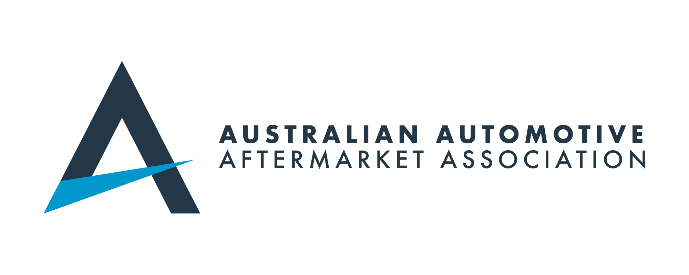 AUSTRALIAN AUTOMOTIVE
AFTERMARKET ASSOCIATION